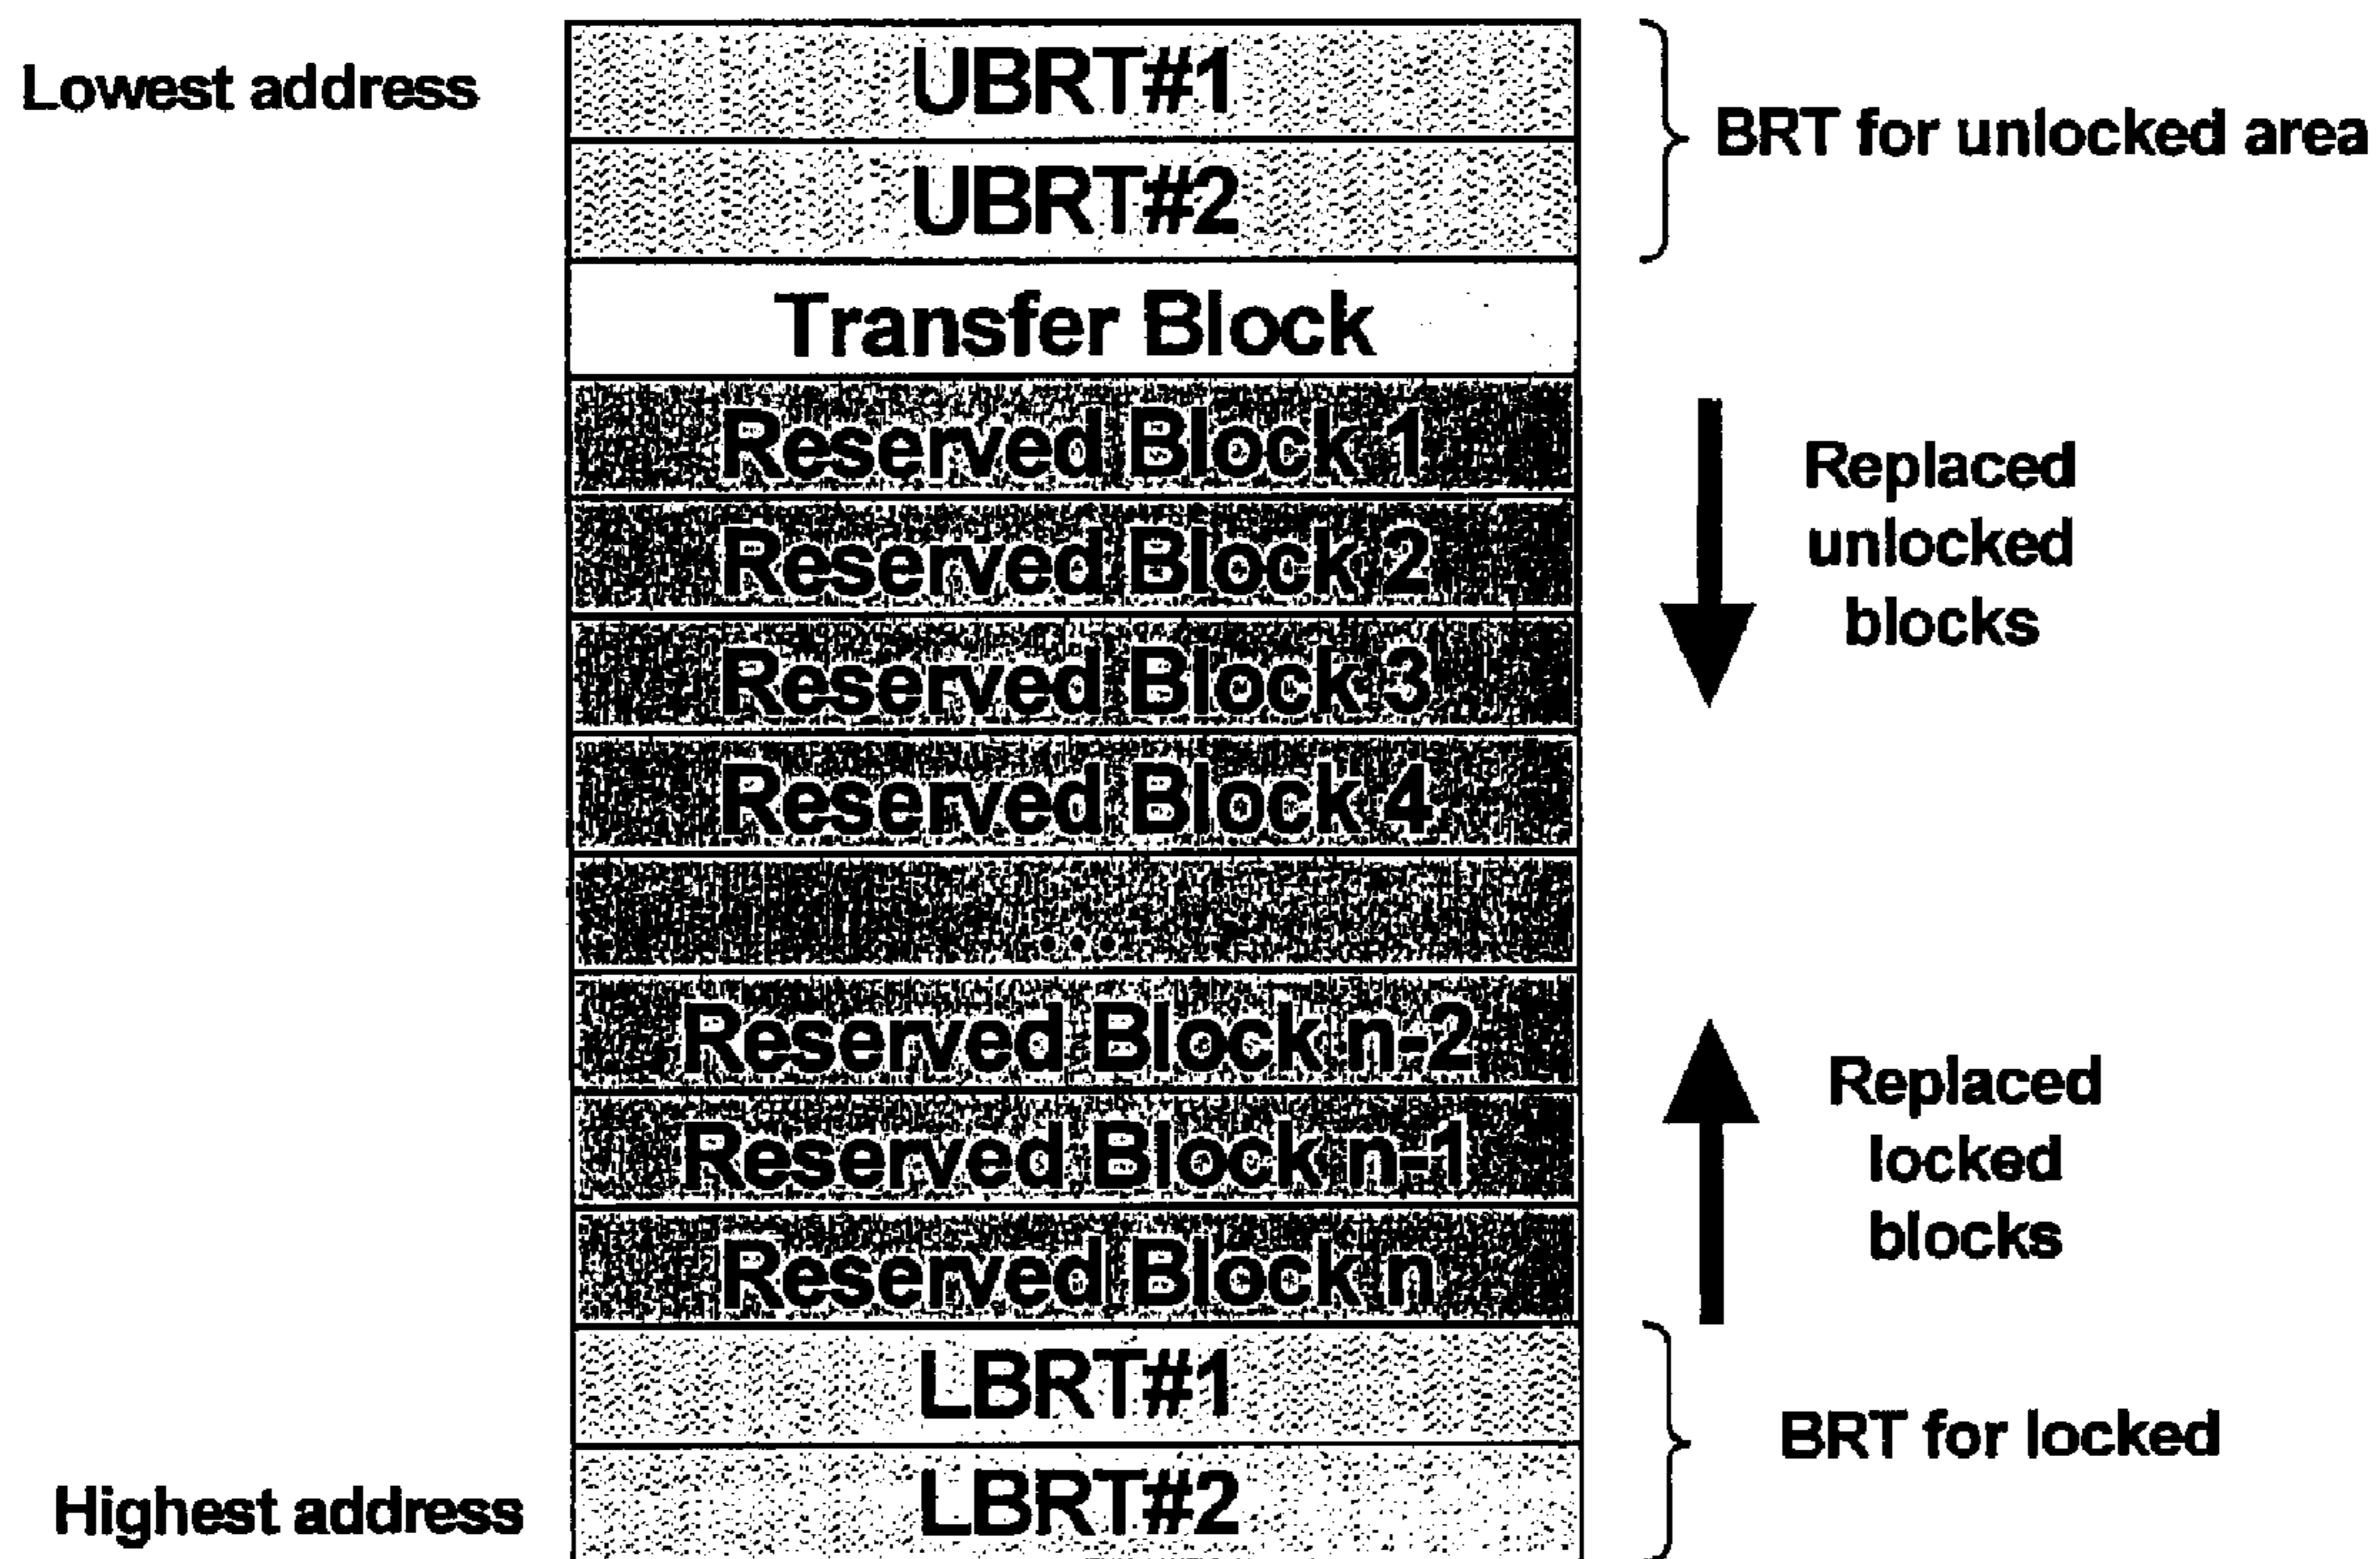 Lowest address
UBRT#1
UBRT#2
BRT for unlocked area
Transfer Block
Reserved Block 1
Reserved Block 2
Reserved Block 3
Reserved Block 4
Replaced
unlocked
blocks
...
Reserved Block n-2
Reserved Block n-1
Reserved Block n
Replaced
locked
blocks
LBRT#1
LBRT#2
BRT for locked
Highest address